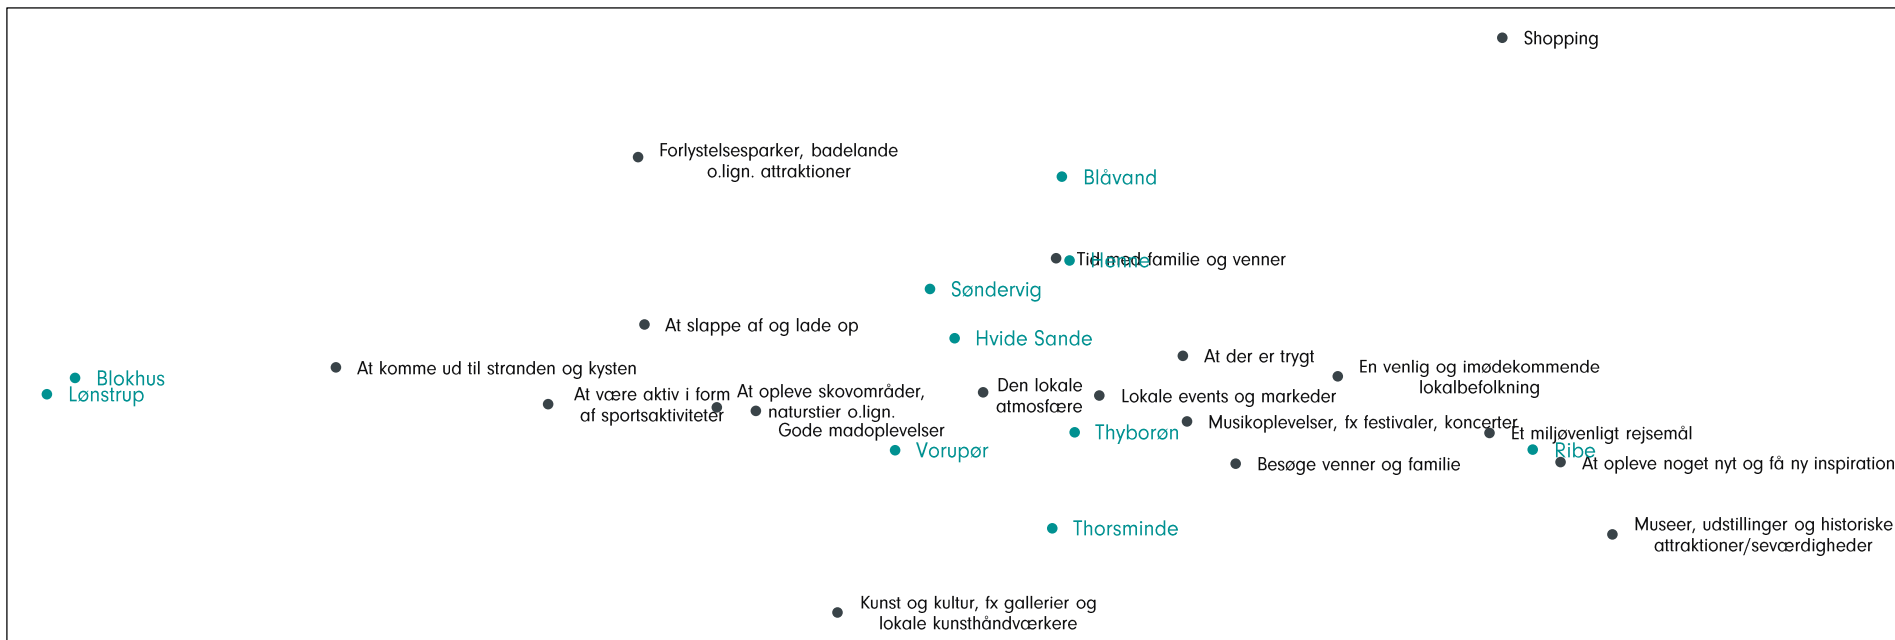 Shopping
Forlystelsesparker, badelande
o.lign. attraktioner
Blåvand
Tid med familie og venner
Henne
Søndervig
At slappe af og lade op
Hvide Sande
At der er trygt
At komme ud til stranden og kysten
En venlig og imødekommende
lokalbefolkning
Blokhus
Lønstrup
At være aktiv i form
af sportsaktiviteter
At opleve skovområder,
naturstier o.lign.
Gode madoplevelser
Den lokale
atmosfære
Lokale events og markeder
Musikoplevelser, fx festivaler, koncerter
Thyborøn
Et miljøvenligt rejsemål
Vorupør
Ribe
Besøge venner og familie
At opleve noget nyt og få ny inspiration
Thorsminde
Museer, udstillinger og historiske
attraktioner/seværdigheder
Kunst og kultur, fx gallerier og
lokale kunsthåndværkere